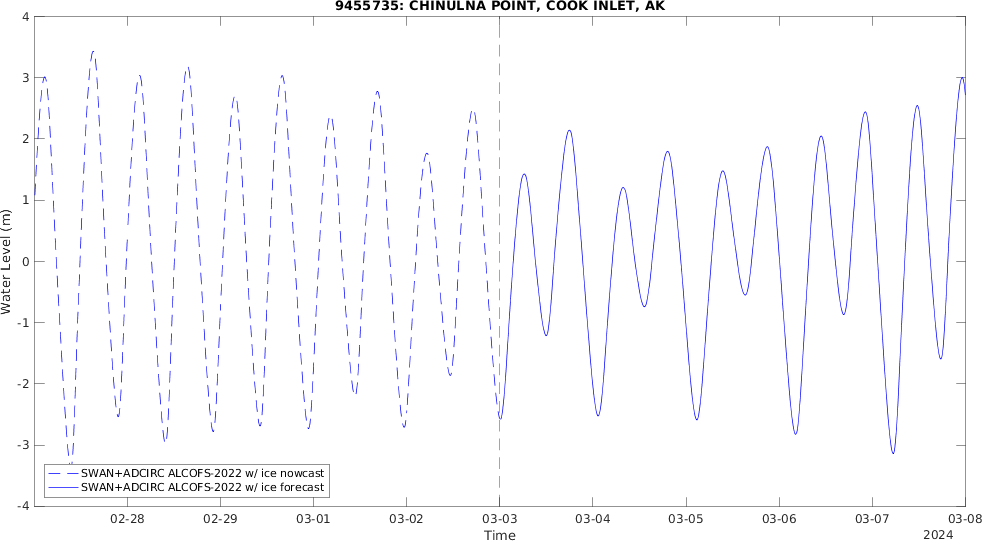 9455735: CHINULNA POINT, COOK INLET, AK
4
3
2
1
0
-1
-2
-3
-4
Water Level (m)
SWAN+ADCIRC ALCOFS-2022 w/ ice nowcast
SWAN+ADCIRC ALCOFS-2022 w/ ice forecast
02-28 02-29 03-01 03-02 03-03 03-04 03-05 03-06 03-07 03-08
Time
2024